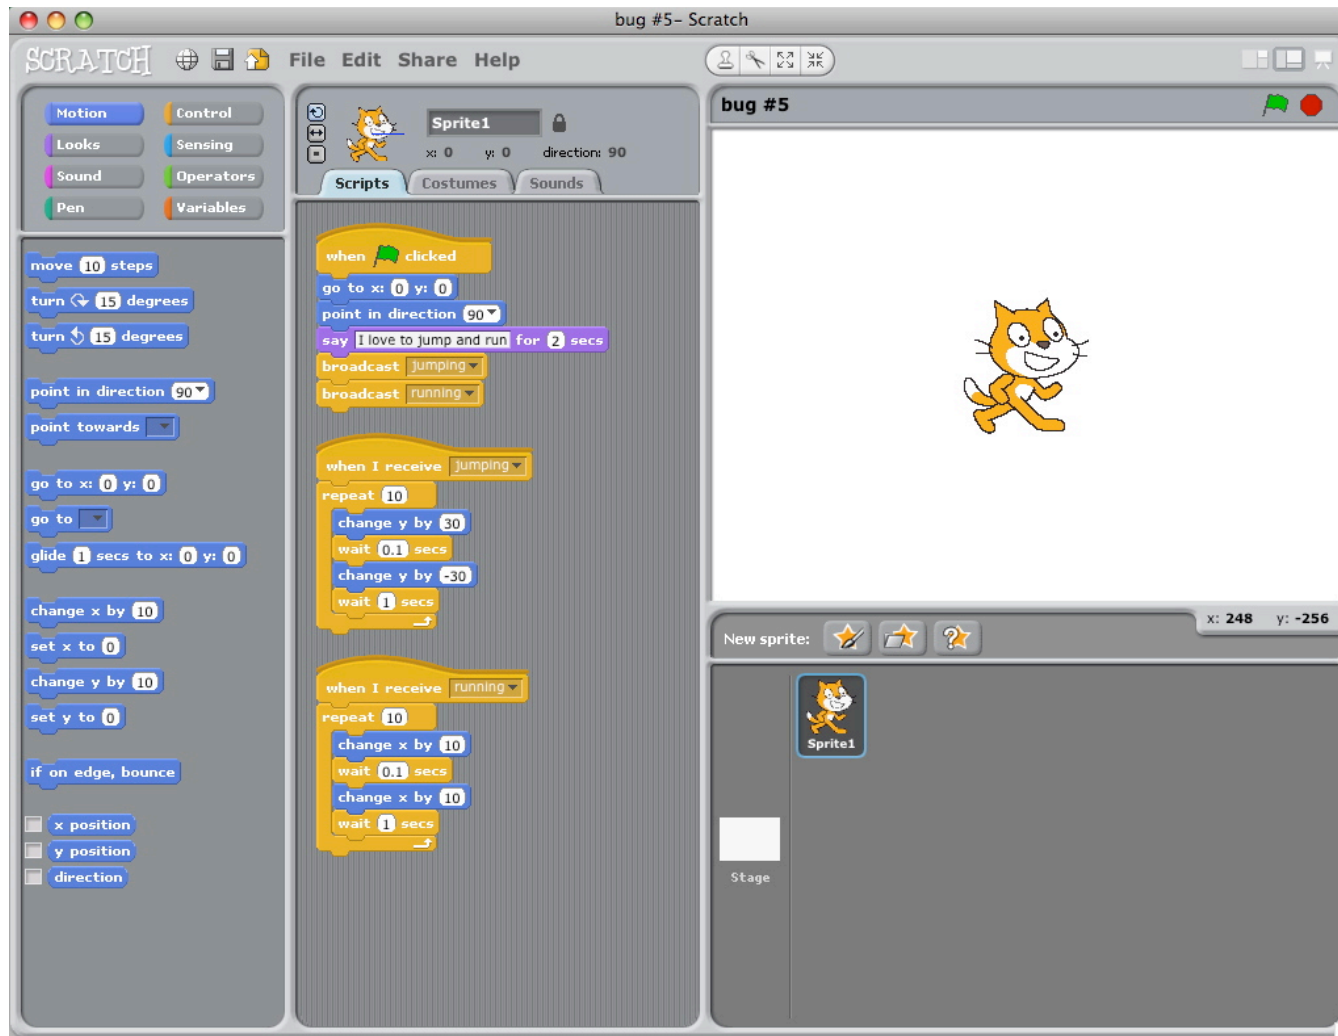 bug #5- Scratch
SCRATCH File Edit Share Help
Motion Control
Looks Sensing
Sound Operators
Pen Variables
move 10 steps
turn 15 degrees
turn 15 degrees
point in direction 90
point towards
go to x: 0 y: 0
go to
glide 1 secs to x: 0 y: 0
change x by 10
set x to 0
change y by 10
set y to 0
if on edge, bounce
x position
y position
direction
Sprite1
x: 0 y: 0 direction: 90
Scripts Costumes Sounds
when clicked
go to x: 0 y: 0
point in direction 90
say I love to jump and run for 2 secs
broadcast jumping
broadcast running
when I receive jumping
repeat 10
change y by 30
wait 0.1 secs
change y by -30
wait 1 secs
when I receive running
repeat 10
change x by 10
wait 0.1 secs
change x by 10
wait 1 secs
bug #5
x: 248 y: -256
New sprite:
Sprite1
Stage